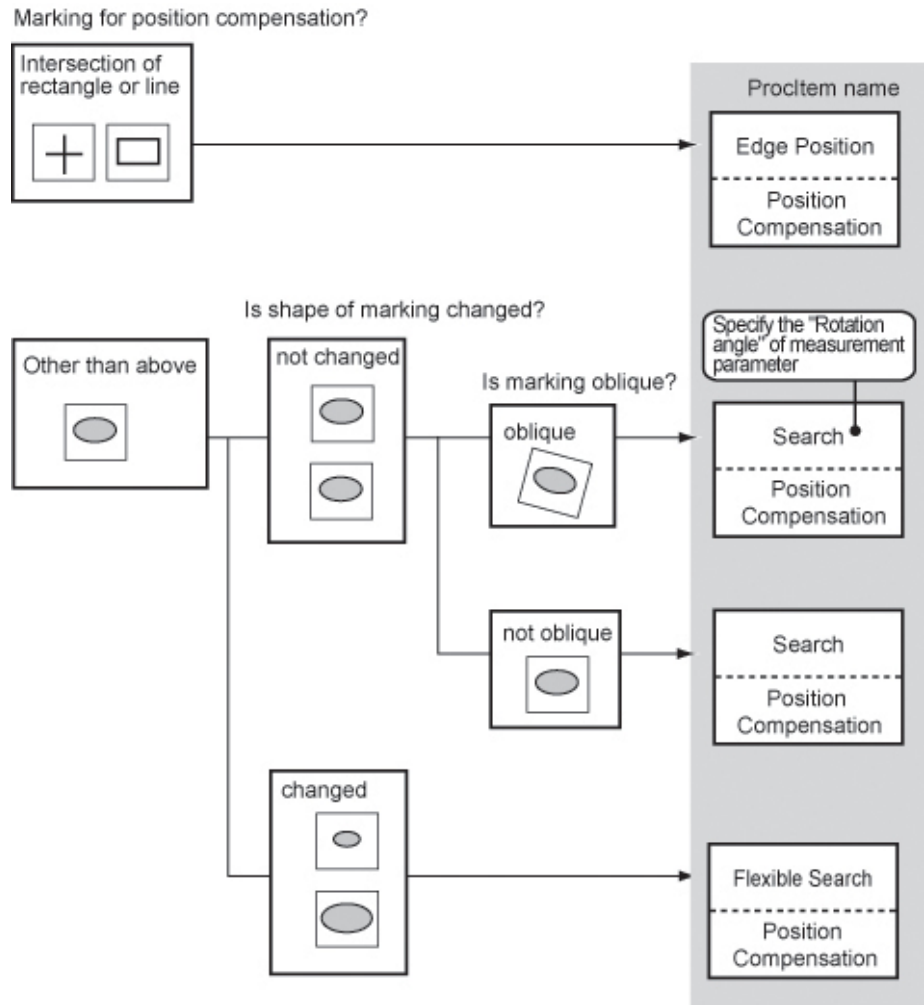 Marking for position compensation?
Intersection of
rectangle or line
ProcItem name
Edge Position
Position
Compensation
Is shape of marking changed?
Other than above
not changed
Is marking oblique?
oblique
Specify the "Rotation
angle" of measurement
parameter
Search
Position
Compensation
not oblique
Search
Position
Compensation
changed
Flexible Search
Position
Compensation